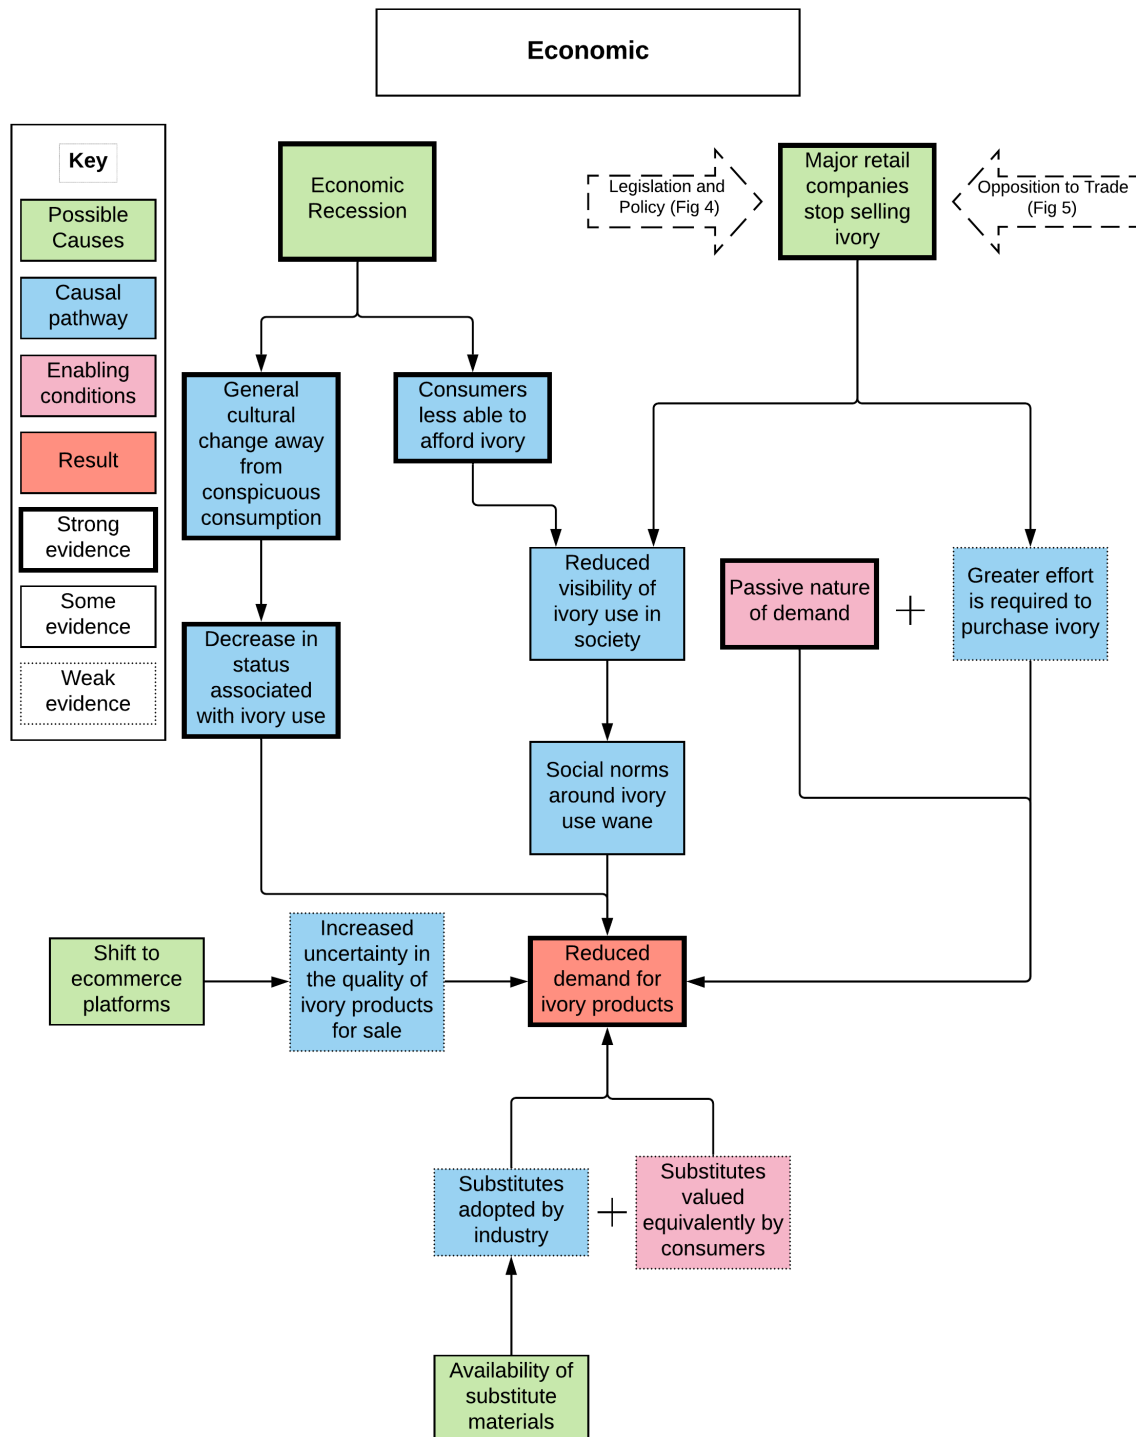 Economic
Key
Possible
Causes
Causal
pathway
Enabling
conditions
Result
Strong
evidence
Some
evidence
Weak
evidence
Economic
Recession
Legislation and
Policy (Fig 4)
Major retail
companies
stop selling
ivory
Opposition to Trade
(Fig 5)
General
cultural
change away
from
conspicuous
consumption
Consumers
less able to
afford ivory
Reduced
visibility of
ivory use in
society
Passive nature
of demand
+
Greater effort
is required to
purchase ivory
Decrease in
status
associated
with ivory use
Social norms
around ivory
use wane
Shift to
ecommerce
platforms
Increased
uncertainty in
the quality of
ivory products
for sale
Reduced
demand for
ivory products
Substitutes
adopted by
industry
+
Substitutes
valued
equivalently by
consumers
Availability of
substitute
materials